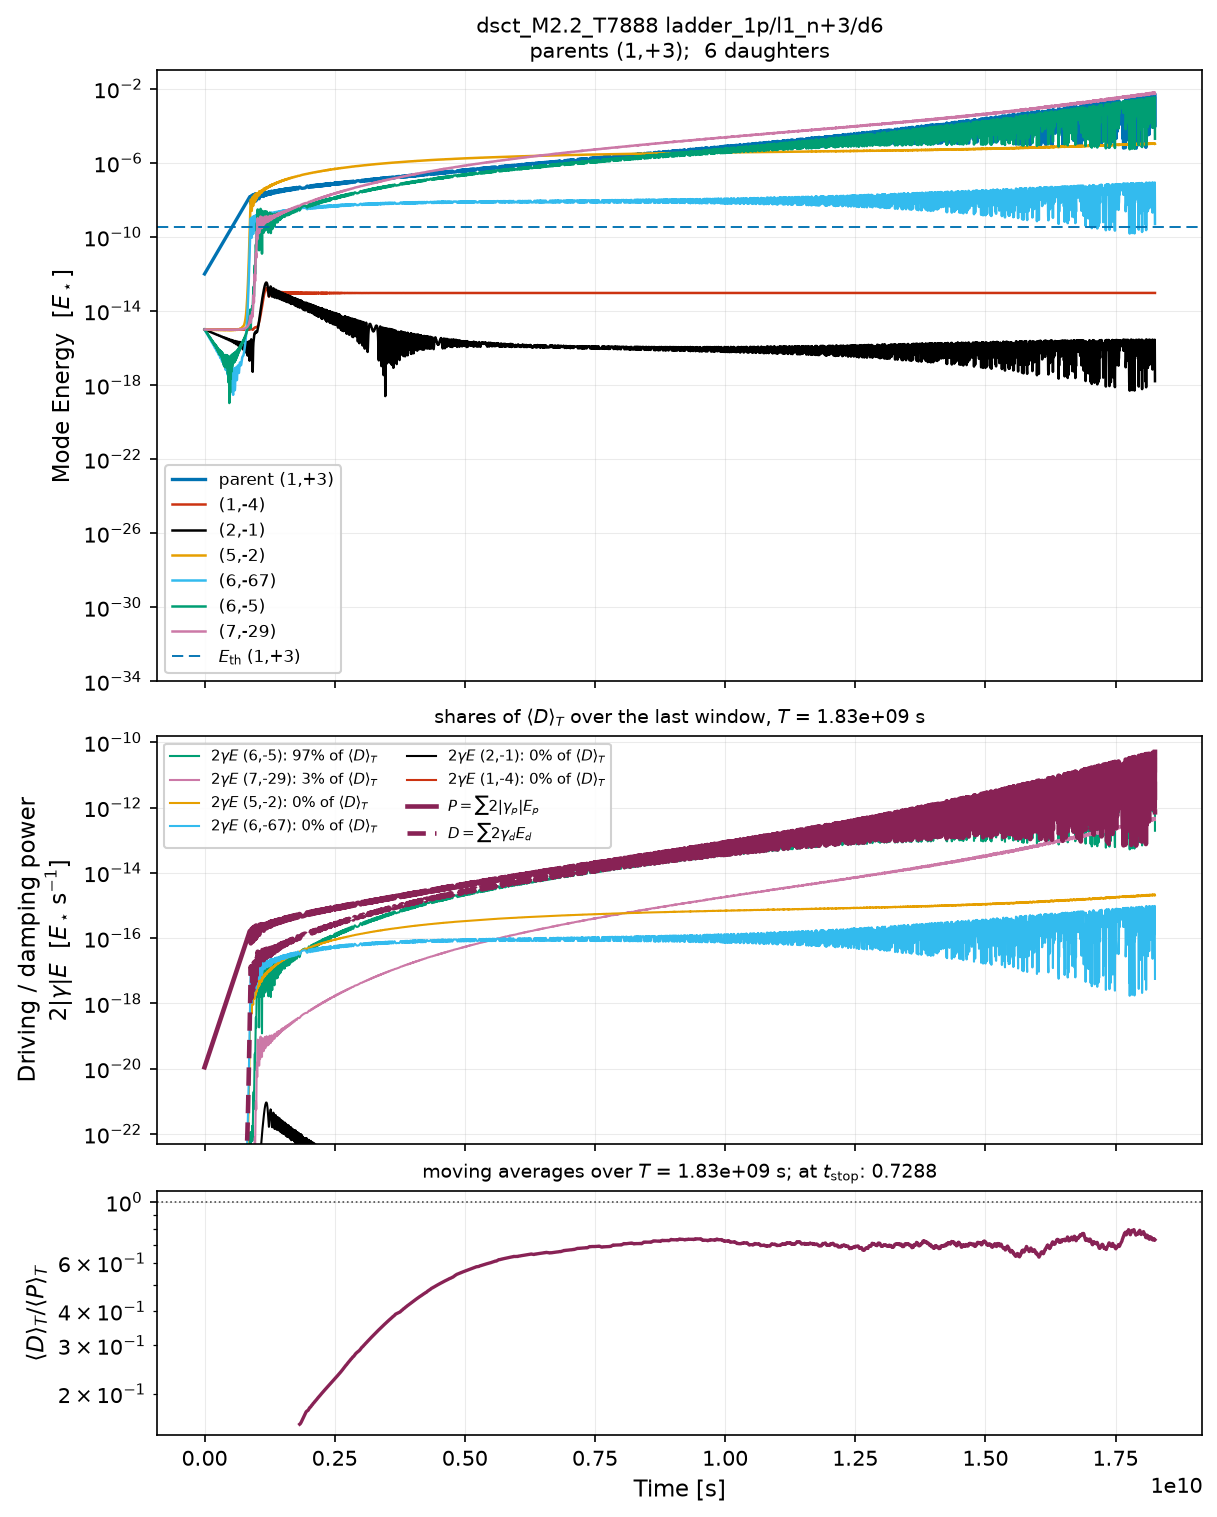 dsct_M2.2_T7888 ladder_1p/l1_n+3/d6
parents (1,+3);  6 daughters
Mode Energy [E⋆]
10⁻²
10⁻⁶
10⁻¹⁰
10⁻¹⁴
10⁻¹⁸
10⁻²²
10⁻²⁶
10⁻³⁰
10⁻³⁴
parent (1,+3)
(1,-4)
(2,-1)
(5,-2)
(6,-67)
(6,-5)
(7,-29)
E_th (1,+3)
shares of ⟨D⟩_T over the last window, T = 1.83e+09 s
Driving / damping power
2|γ|E [E⋆ s⁻¹]
10⁻¹⁰
10⁻¹²
10⁻¹⁴
10⁻¹⁶
10⁻¹⁸
10⁻²⁰
10⁻²²
2γE (6,-5): 97% of ⟨D⟩_T
2γE (7,-29): 3% of ⟨D⟩_T
2γE (5,-2): 0% of ⟨D⟩_T
2γE (6,-67): 0% of ⟨D⟩_T
2γE (2,-1): 0% of ⟨D⟩_T
2γE (1,-4): 0% of ⟨D⟩_T
P = ∑2|γ_p|E_p
D = ∑2γ_dE_d
moving averages over T = 1.83e+09 s; at t_stop: 0.7288
⟨D⟩_T/⟨P⟩_T
10⁰
6 × 10⁻¹
4 × 10⁻¹
3 × 10⁻¹
2 × 10⁻¹
0.00 0.25 0.50 0.75 1.00 1.25 1.50 1.75
1e10
Time [s]